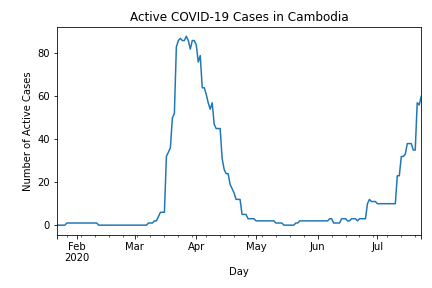 Active COVID-19 Cases in Cambodia
Number of Active Cases
80
60
40
20
0
Feb Mar Apr May Jun Jul
2020
Day